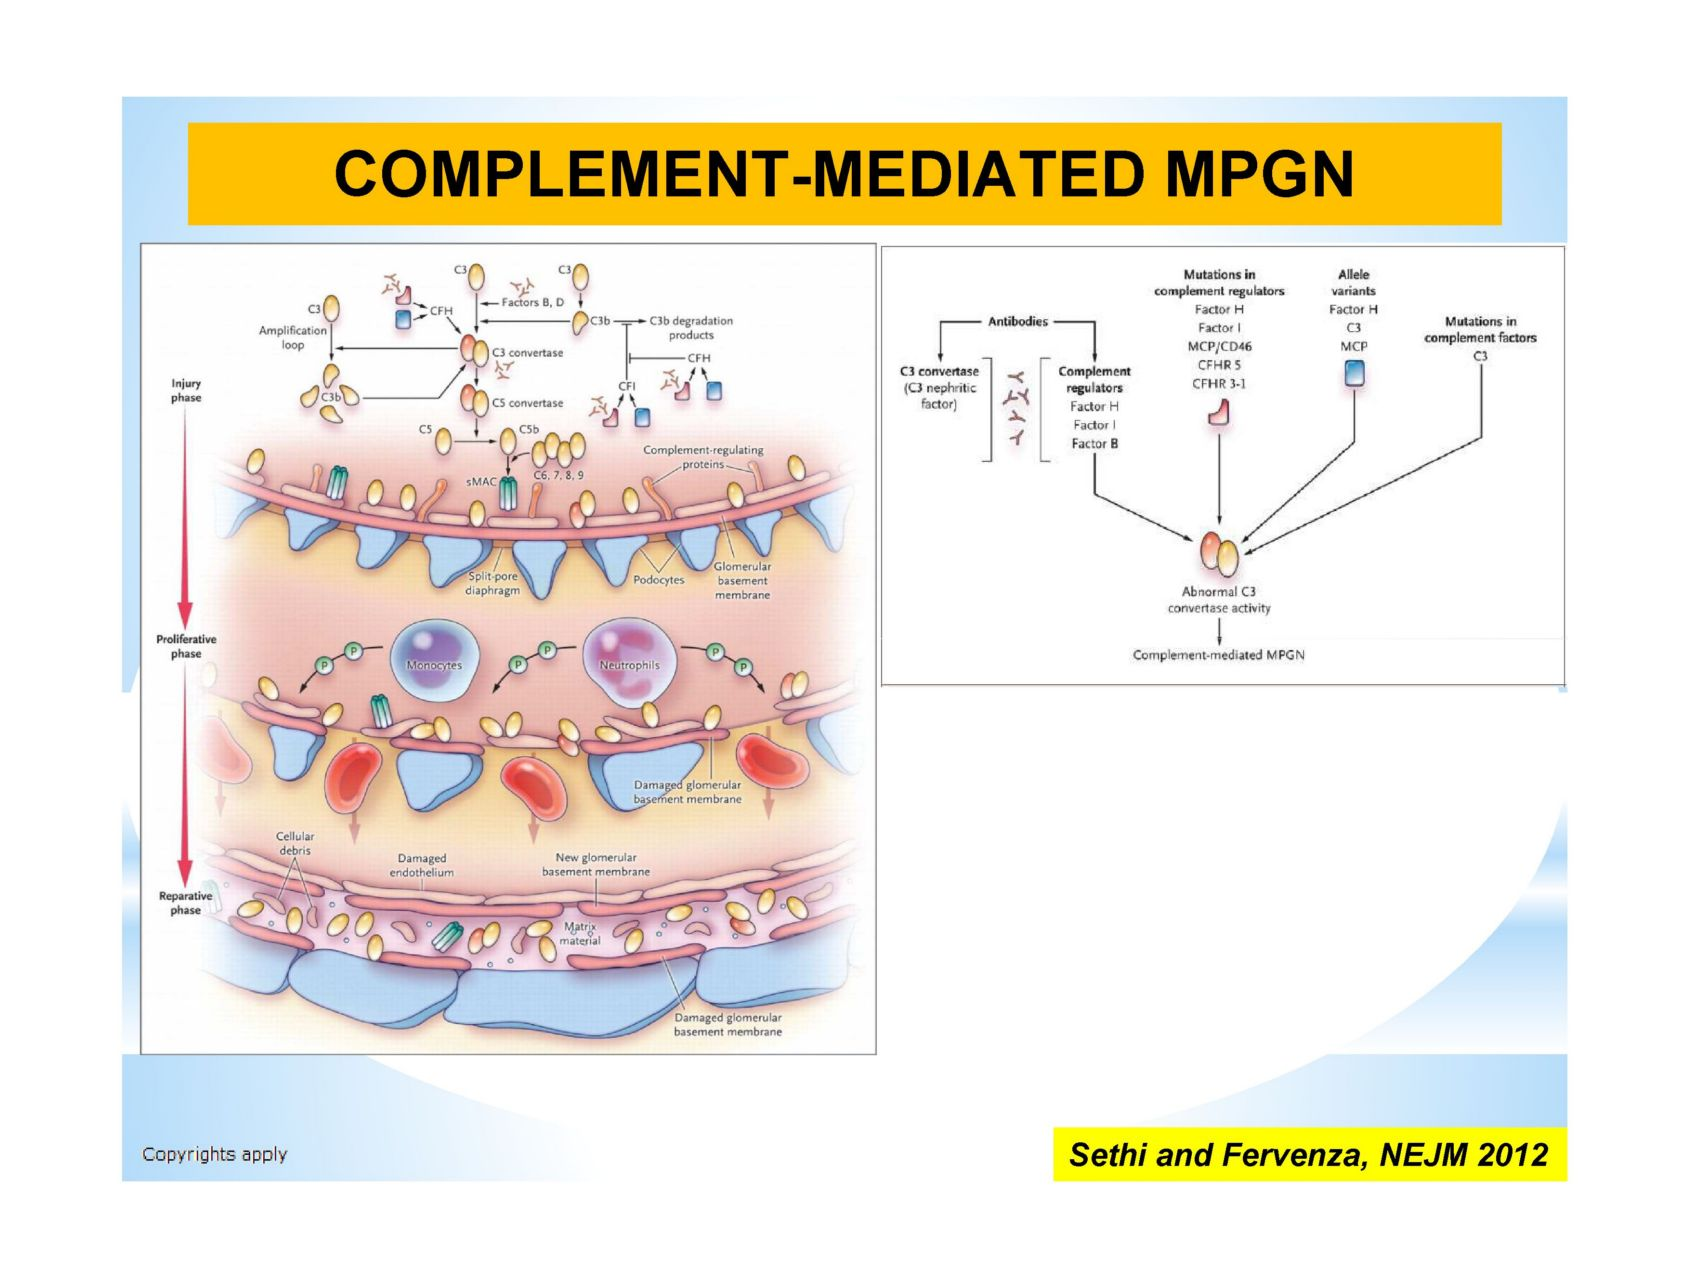 COMPLEMENT-MEDIATED MPGN
C3
C3
C3
Factors B, D
CFH
C3b
C3b degradation
products
Amplification
loop
C3 convertase
CFH
Injury
phase
CFI
C3b
C5 convertase
C5
C5b
Complement-regulating
proteins
sMAC
C6, 7, 8, 9
Split-pore
diaphragm
Podocytes
Glomerular
basement
membrane
Proliferative
phase
P
P
Monocytes
P
P
Neutrophils
P
P
Damaged glomerular
basement membrane
Cellular
debris
Damaged
endothelium
New glomerular
basement membrane
Reparative
phase
Matrix
material
Damaged glomerular
basement membrane
Antibodies
C3 convertase
(C3 nephritic
factor)
Complement
regulators
Factor H
Factor I
Factor B
Mutations in
complement regulators
Factor H
Factor I
MCP/CD46
CFHR 5
CFHR 3-1
Allele
variants
Factor H
C3
MCP
Mutations in
complement factors
C3
Abnormal C3
convertase activity
Complement-mediated MPGN
Copyrights apply
Sethi and Fervenza, NEJM 2012